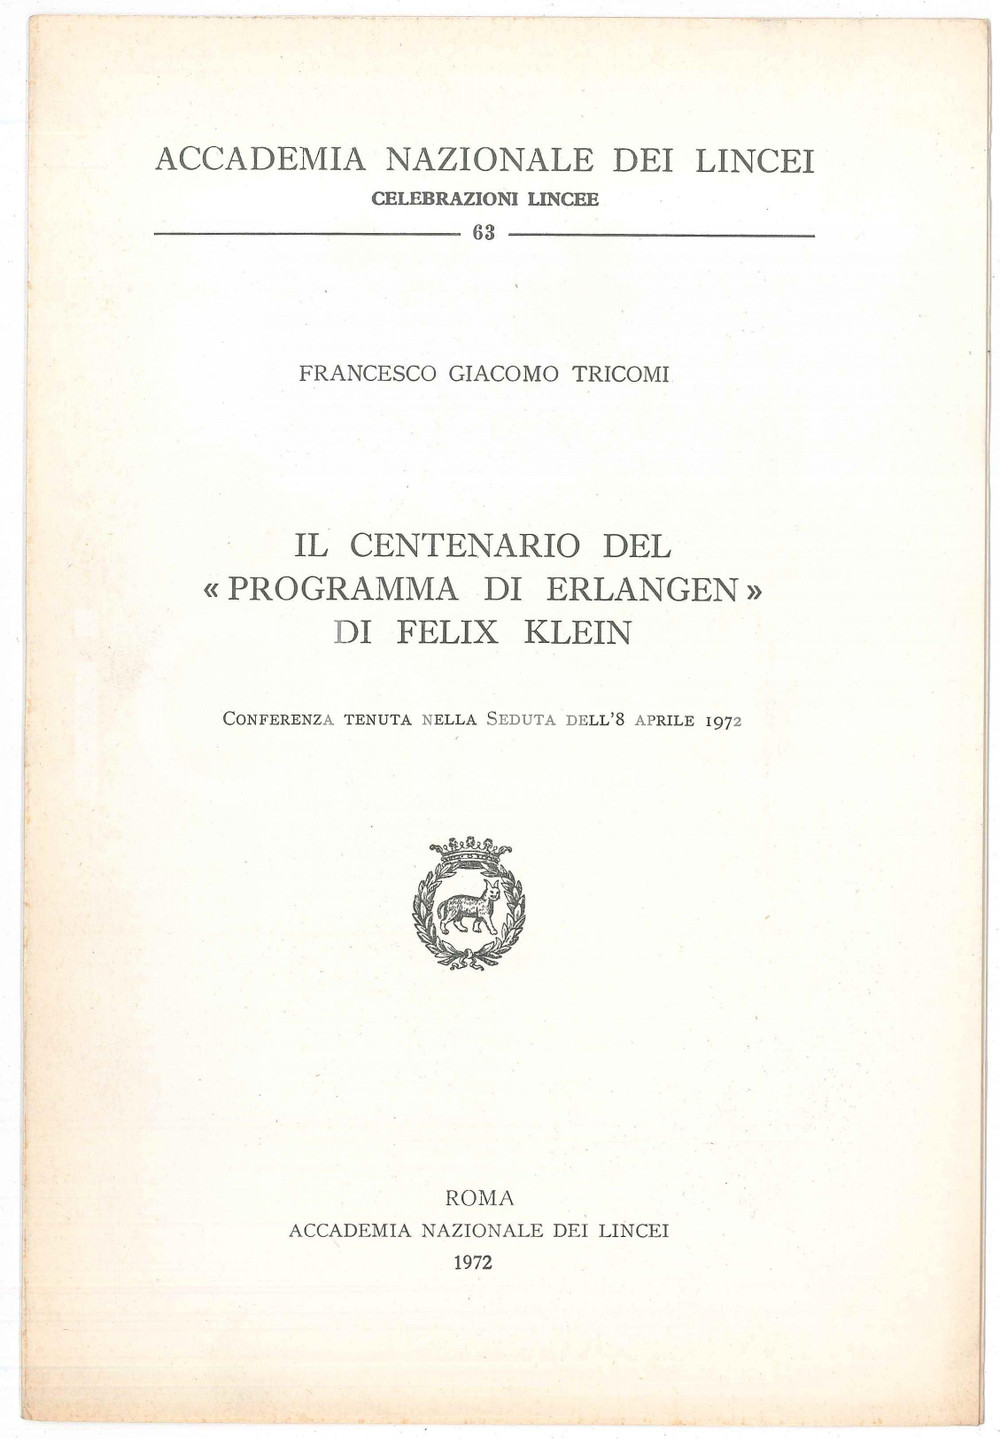 ACCADEMIA NAZIONALE DEI LINCEI
CELEBRAZIONI LINCEE
63
FRANCESCO GIACOMO TRICOMI
IL CENTENARIO DEL
« PROGRAMMA DI ERLANGEN »
DI FELIX KLEIN
CONFERENZA TENUTA NELLA SEDUTA DELL'8 APRILE 1972
ROMA
ACCADEMIA NAZIONALE DEI LINCEI
1972